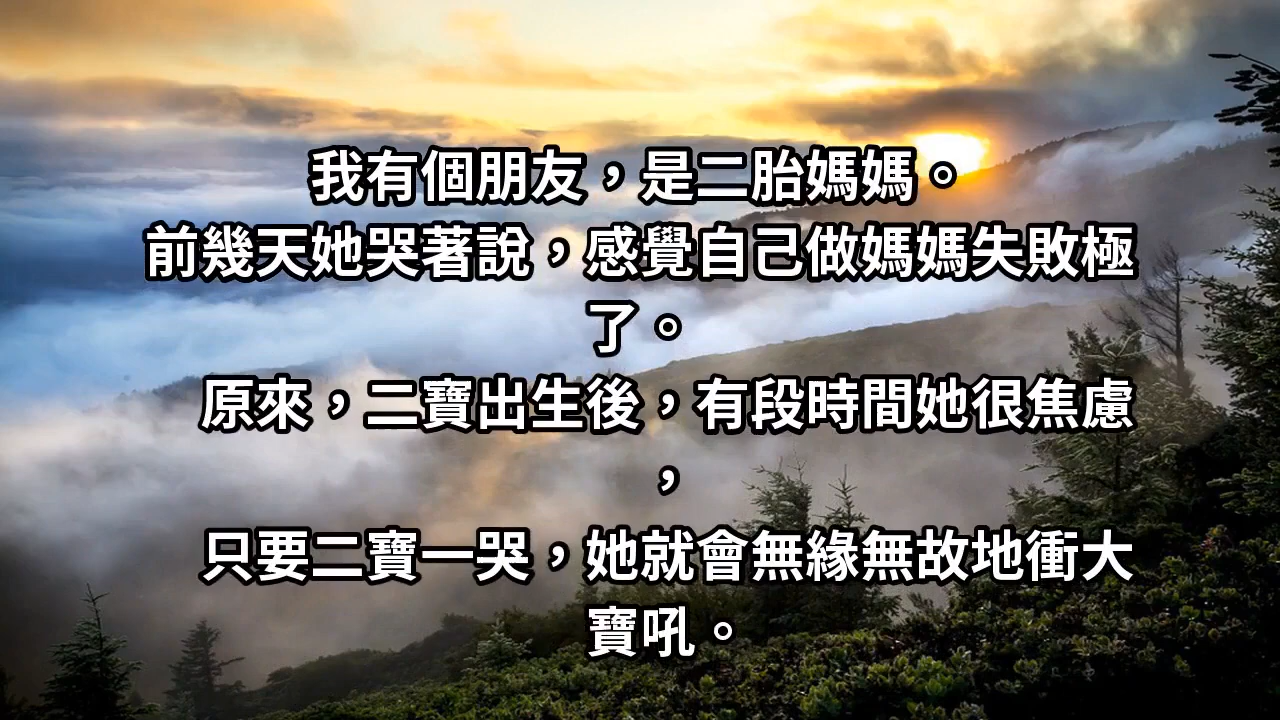 我有個朋友，是二胎媽媽。
前幾天她哭著說，感覺自己做媽媽失敗極
了。
原來，二寶出生後，有段時間她很焦慮
，
只要二寶一哭，她就會無緣無故地衝大
寶吼。